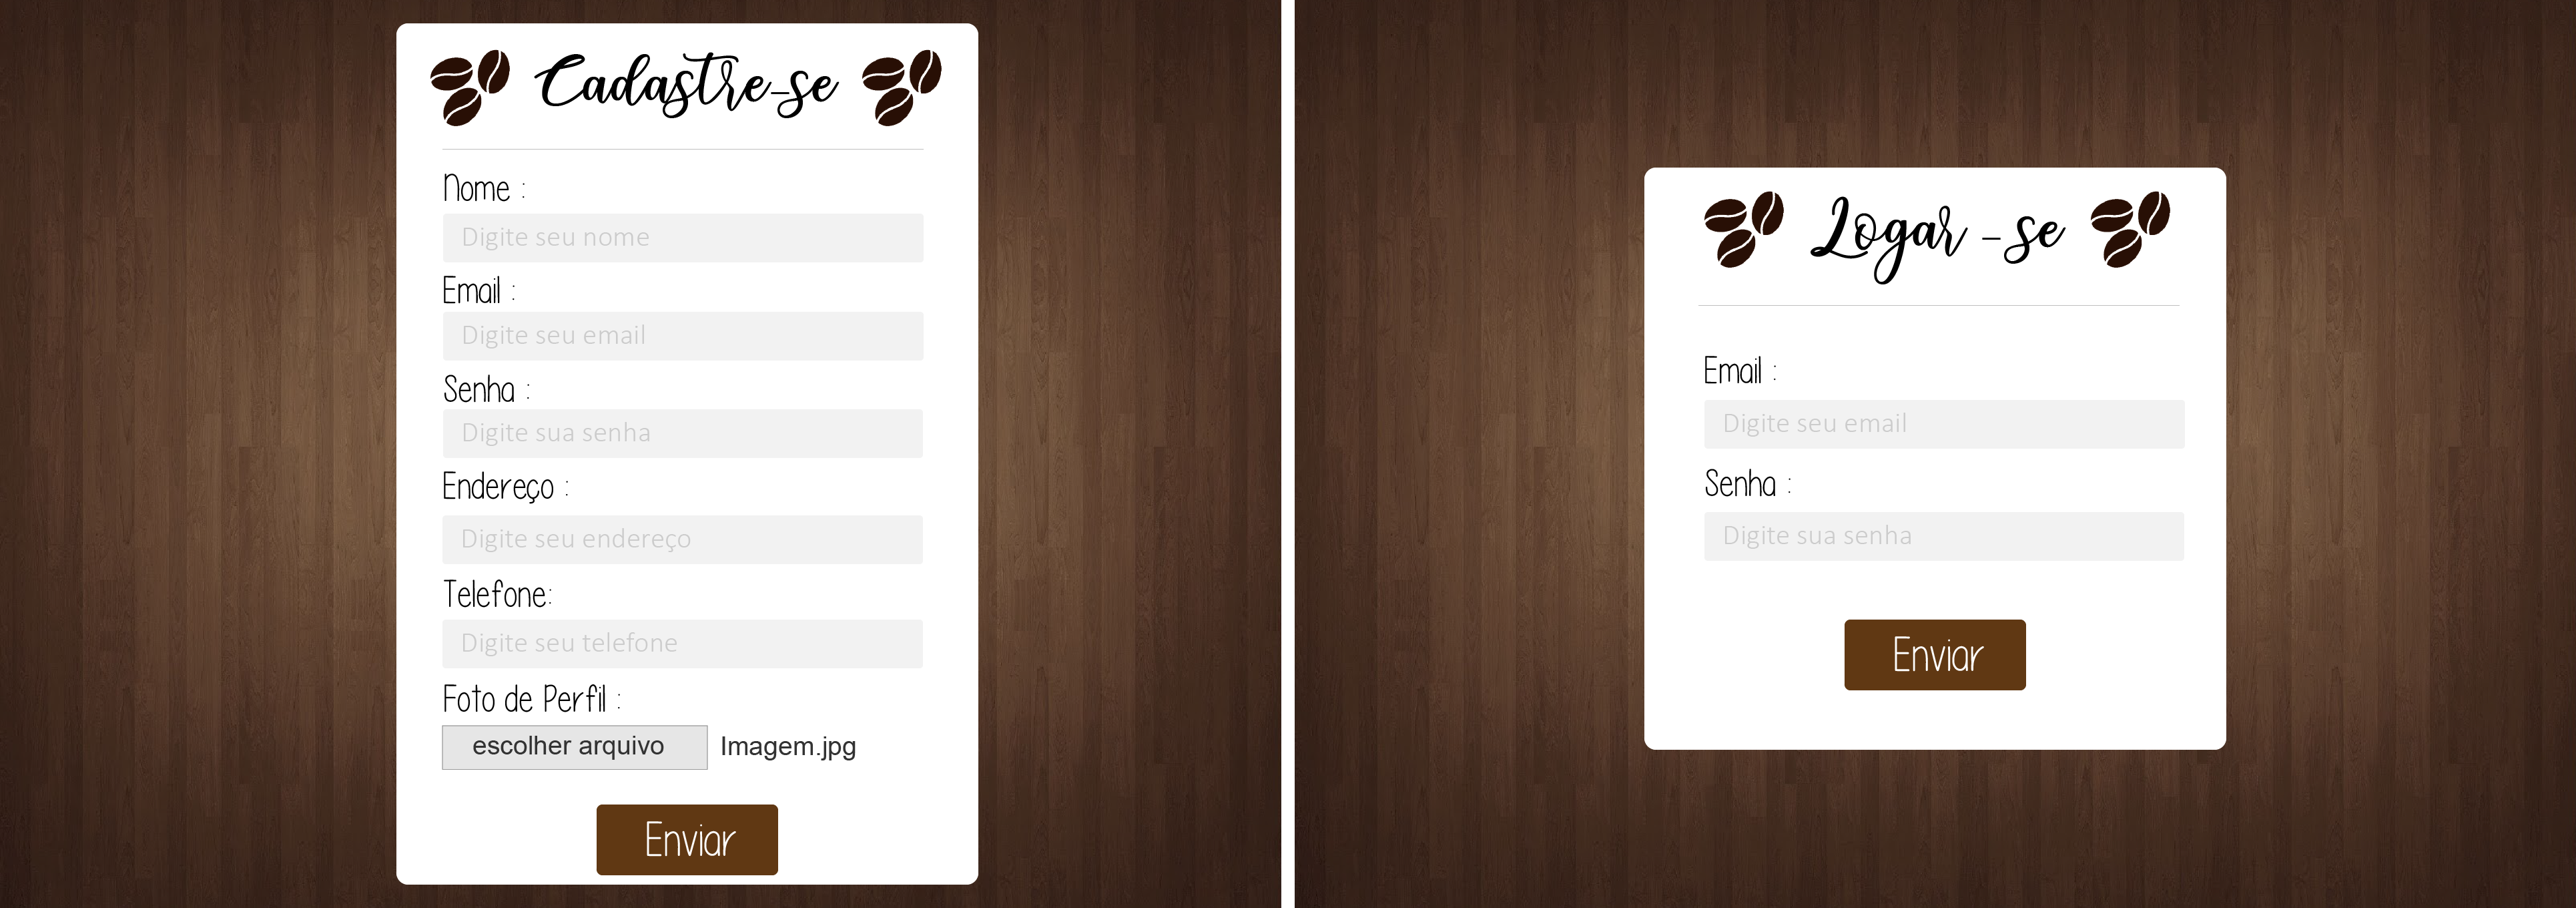 Cadastre-se
Nome :
Digite seu nome
Email :
Digite seu email
Senha :
Digite sua senha
Endereço :
Digite seu endereço
Telefone:
Digite seu telefone
Foto de Perfil :
escolher arquivo Imagem.jpg
Enviar
Logar -se
Email :
Digite seu email
Senha :
Digite sua senha
Enviar